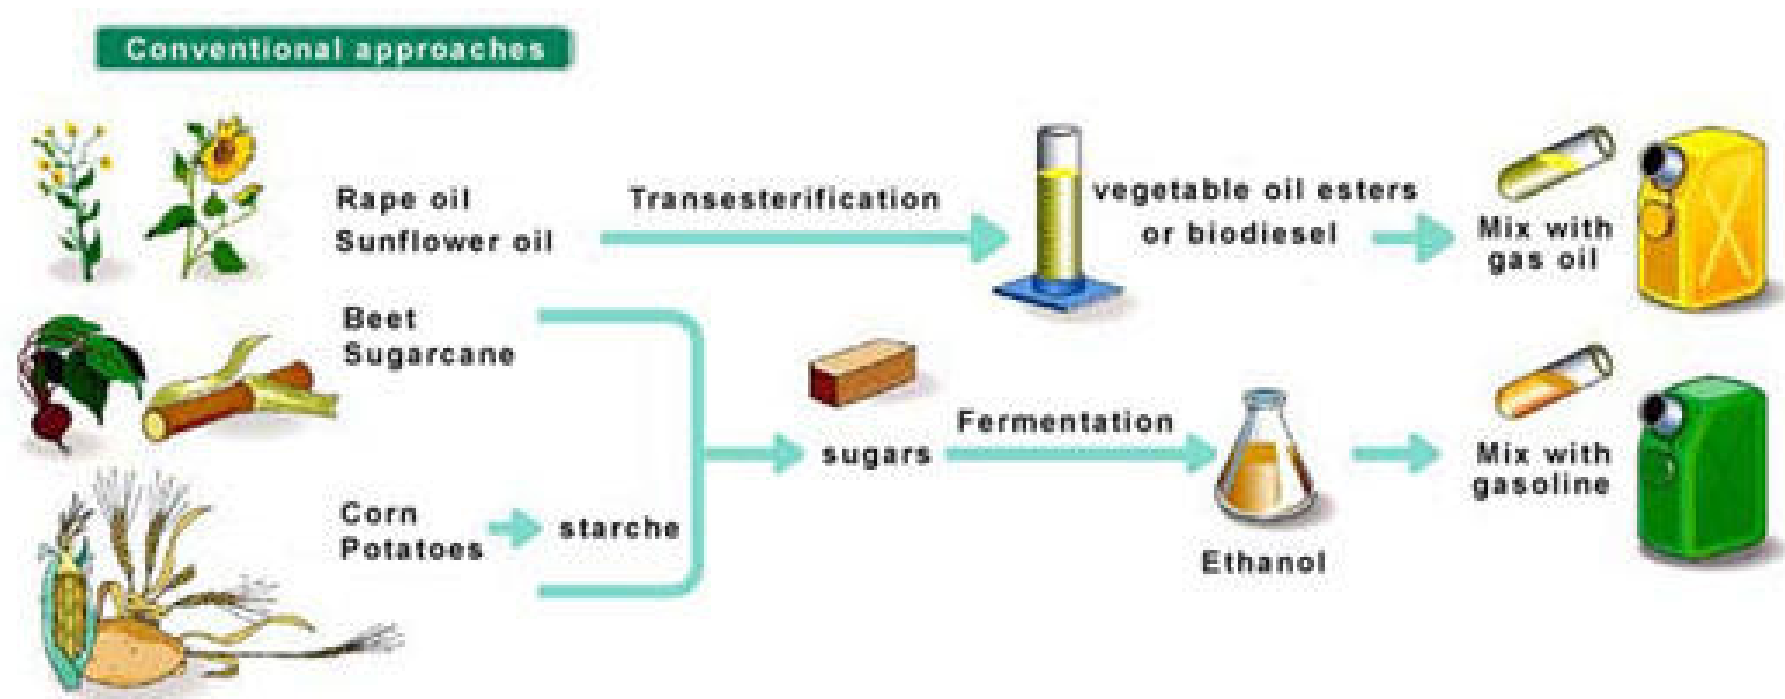 Conventional approaches
Rape oil
Sunflower oil
Transesterification
vegetable oil esters
or biodiesel
Mix with
gas oil
Beet
Sugarcane
sugars
Fermentation
Ethanol
Mix with
gasoline
Corn
Potatoes
starche